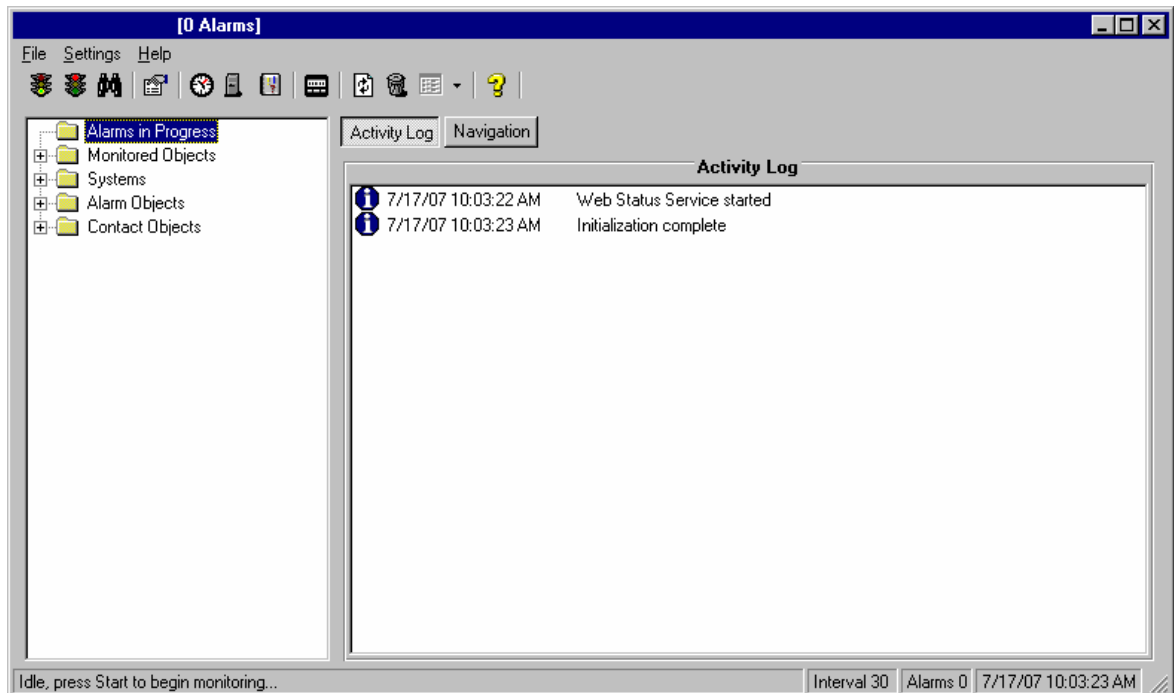 [0 Alarms]
File Settings Help
Alarms in Progress
Monitored Objects
Systems
Alarm Objects
Contact Objects
Activity Log Navigation
Activity Log
7/17/07 10:03:22 AM Web Status Service started
7/17/07 10:03:23 AM Initialization complete
Idle, press Start to begin monitoring... Interval 30 Alarms 0 7/17/07 10:03:23 AM